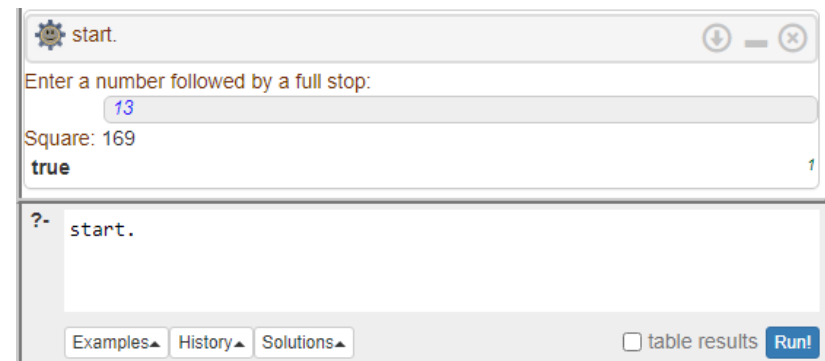 start.
Enter a number followed by a full stop:
13
Square: 169
true 1
?- start.
Examples▲ History▲ Solutions▲ table results Run!